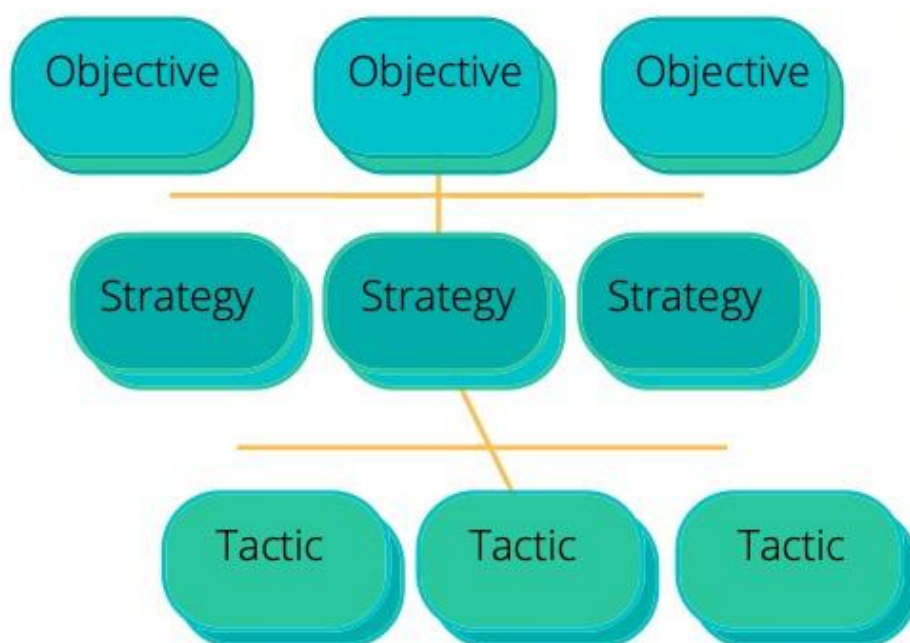 Objective
Objective
Objective
Strategy
Strategy
Strategy
Tactic
Tactic
Tactic